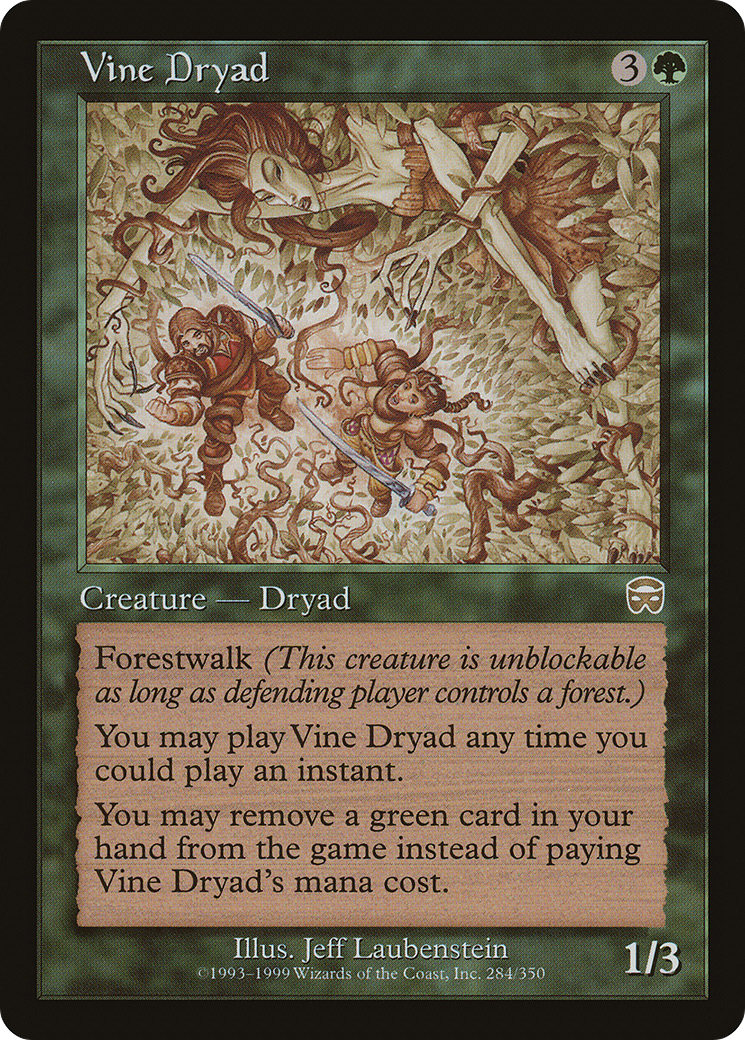 Vine Dryad 3
Creature — Dryad
Forestwalk (This creature is unblockable
as long as defending player controls a forest.)
You may play Vine Dryad any time you
could play an instant.
You may remove a green card in your
hand from the game instead of paying
Vine Dryad's mana cost.
Illus. Jeff Laubenstein
©1993–1999 Wizards of the Coast, Inc. 284/350
1/3